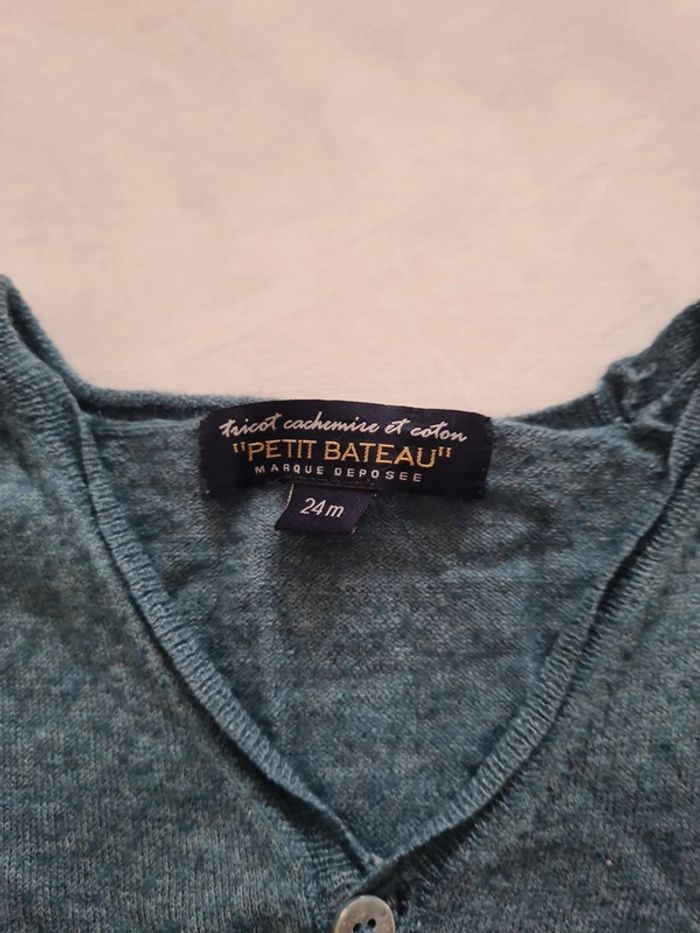 tricot cachemire et coton
"PETIT BATEAU"
MARQUE DEPOSEE
24m